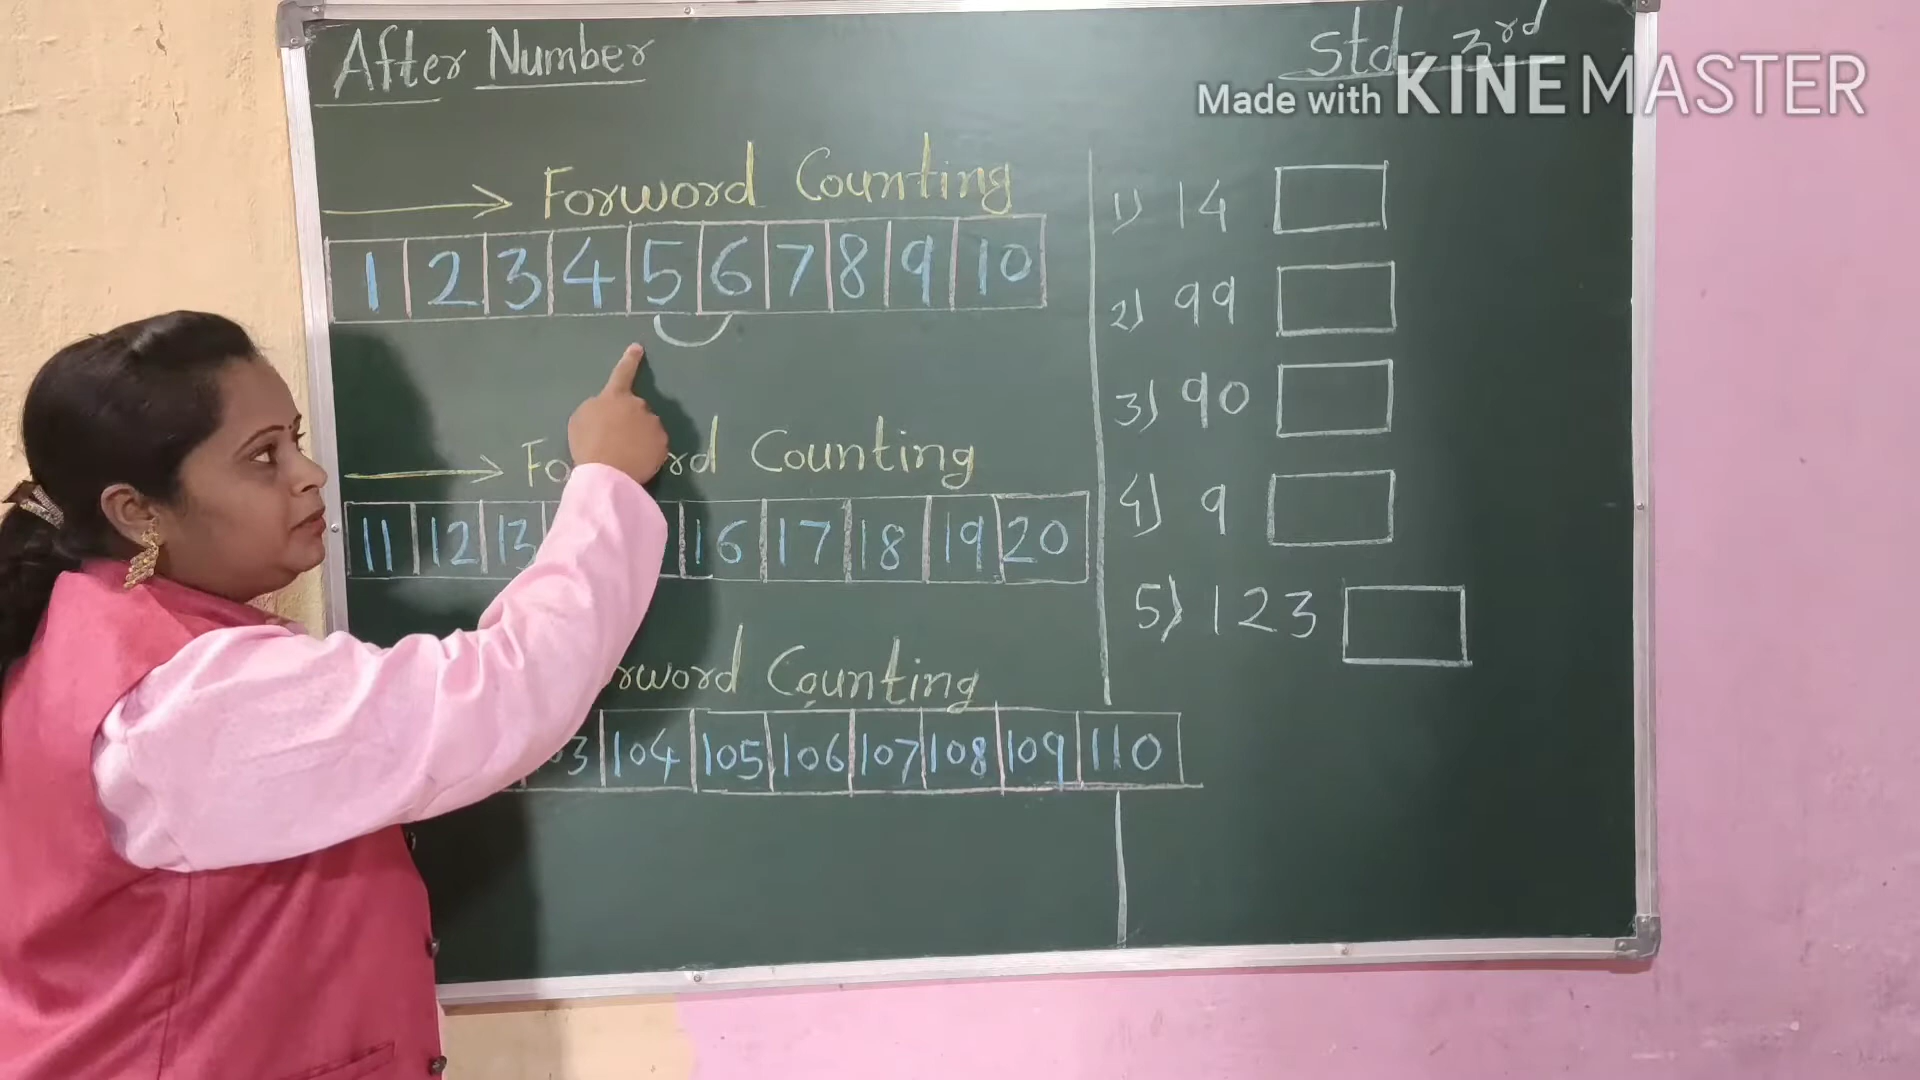 After Number
Std- 3rd
Made with KINEMASTER
Forword Counting
1 2 3 4 5 6 7 8 9 10
Counting
11 12 13 16 17 18 19 20
Counting
104 105 106 107 108 109 110
1) 14
2) 99
3) 90
4) 9
5) 123